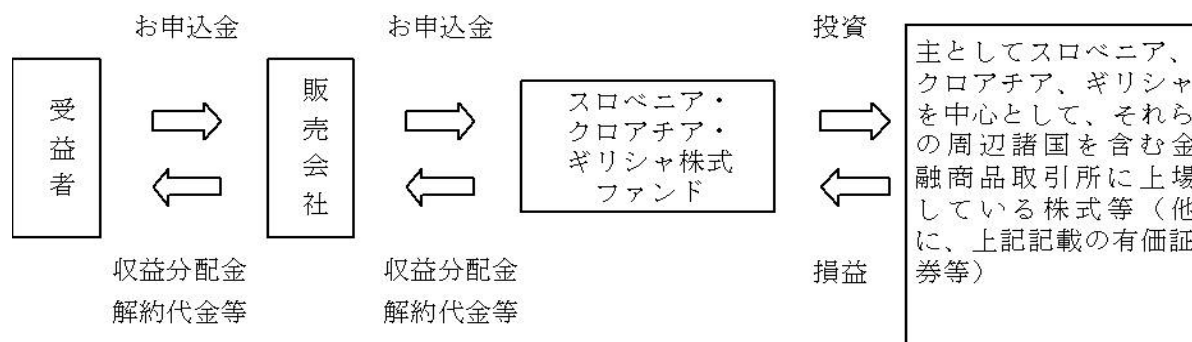 お申込金
お申込金
投資
受益者
販売会社
スロベニア・
クロアチア・
ギリシャ株式
ファンド
主としてスロベニア、
クロアチア、ギリシャ
を中心として、それら
の周辺諸国を含む金
融商品取引所に上場
している株式等（他
に、上記記載の有価証
券等）
収益分配金
解約代金等
収益分配金
解約代金等
損益